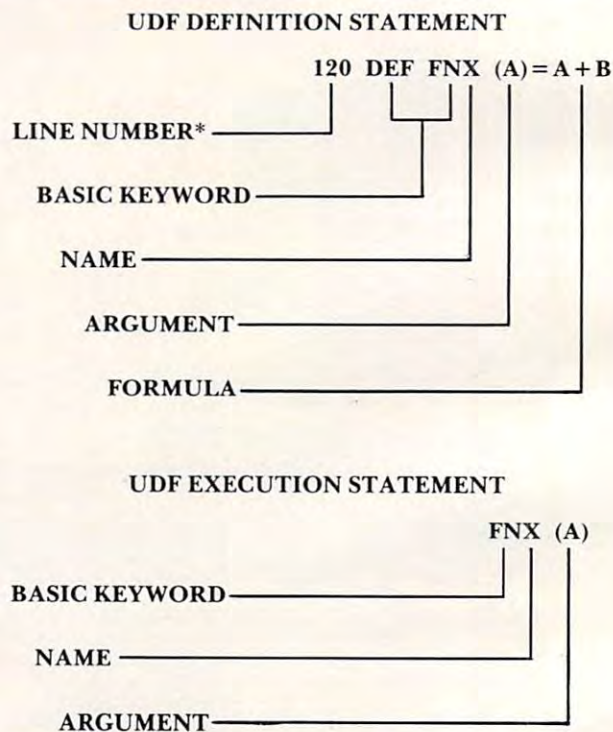 UDF DEFINITION STATEMENT
120 DEF FNX (A) = A + B
LINE NUMBER*
BASIC KEYWORD
NAME
ARGUMENT
FORMULA
UDF EXECUTION STATEMENT
FNX (A)
BASIC KEYWORD
NAME
ARGUMENT